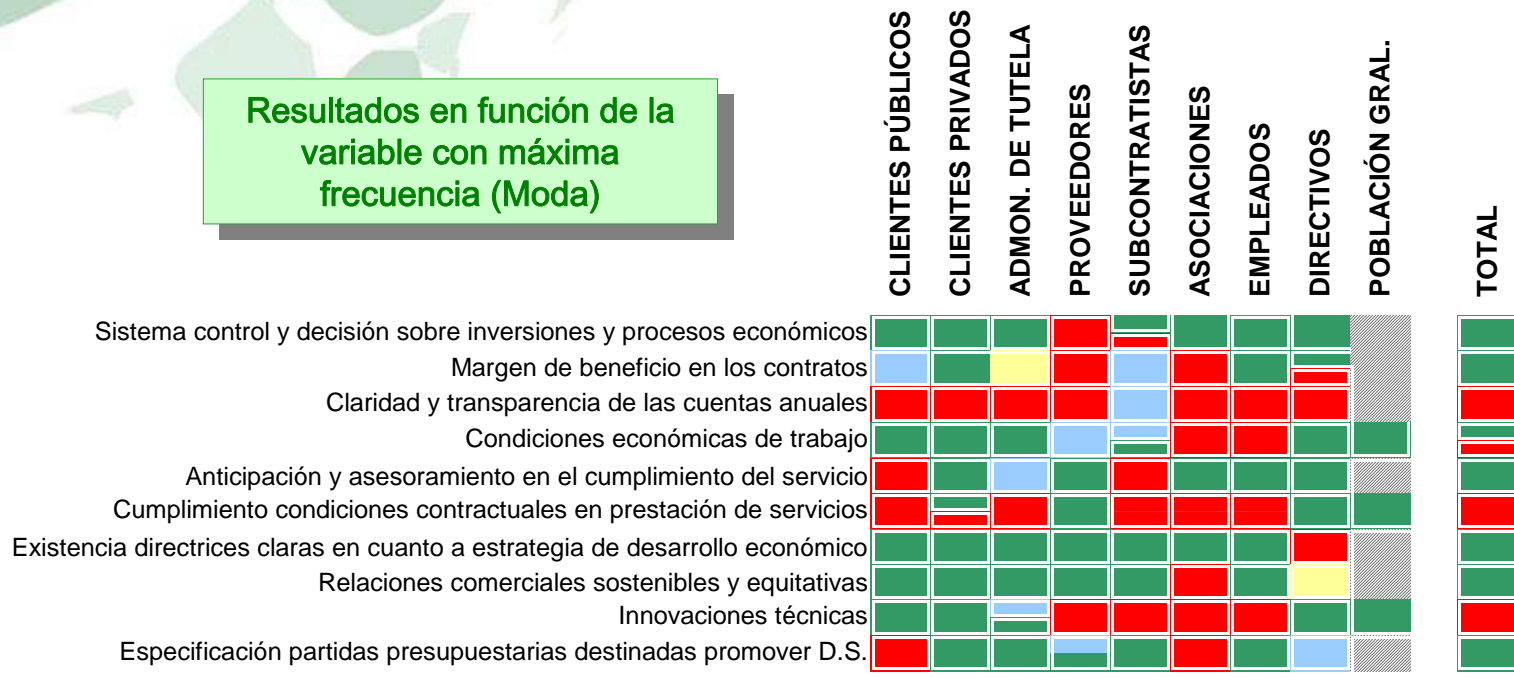 Resultados en función de la
variable con máxima
frecuencia (Moda)
CLIENTES PÚBLICOS
CLIENTES PRIVADOS
ADMON. DE TUTELA
PROVEEDORES
SUBCONTRATISTAS
ASOCIACIONES
EMPLEADOS
DIRECTIVOS
POBLACIÓN GRAL.
TOTAL
Sistema control y decisión sobre inversiones y procesos económicos
Margen de beneficio en los contratos
Claridad y transparencia de las cuentas anuales
Condiciones económicas de trabajo
Anticipación y asesoramiento en el cumplimiento del servicio
Cumplimiento condiciones contractuales en prestación de servicios
Existencia directrices claras en cuanto a estrategia de desarrollo económico
Relaciones comerciales sostenibles y equitativas
Innovaciones técnicas
Especificación partidas presupuestarias destinadas promover D.S.